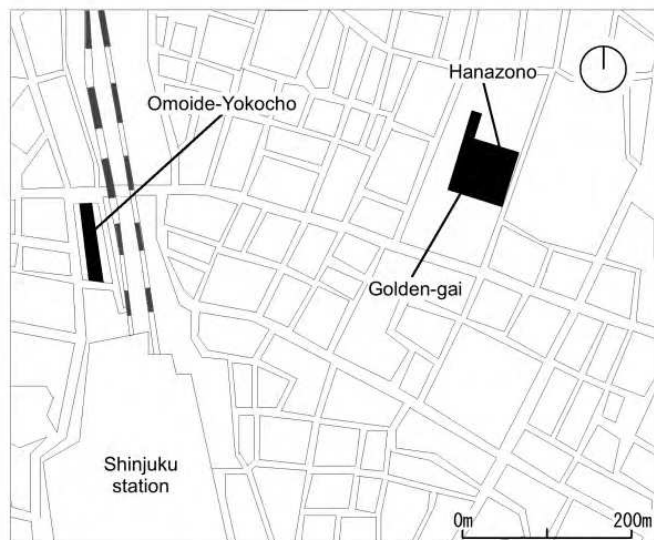 Hanazono
Omoide-Yokocho
Golden-gai
Shinjuku
station
0m
200m